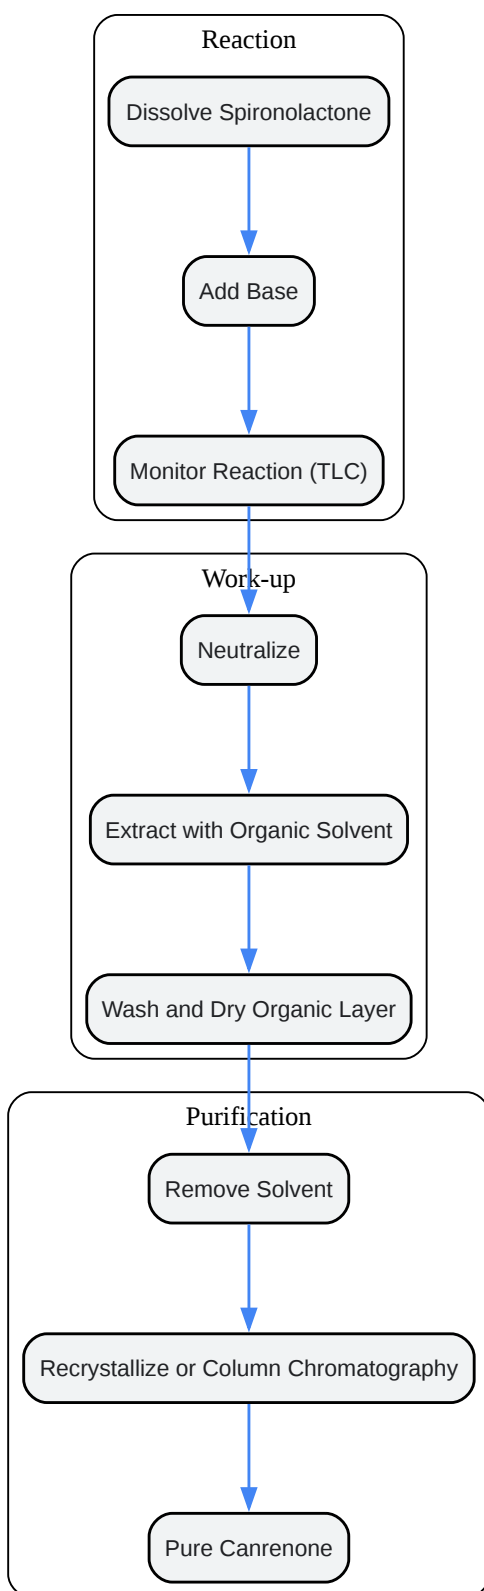 Reaction
Dissolve Spironolactone
Add Base
Monitor Reaction (TLC)
Work-up
Neutralize
Extract with Organic Solvent
Wash and Dry Organic Layer
Purification
Remove Solvent
Recrystallize or Column Chromatography
Pure Canrenone